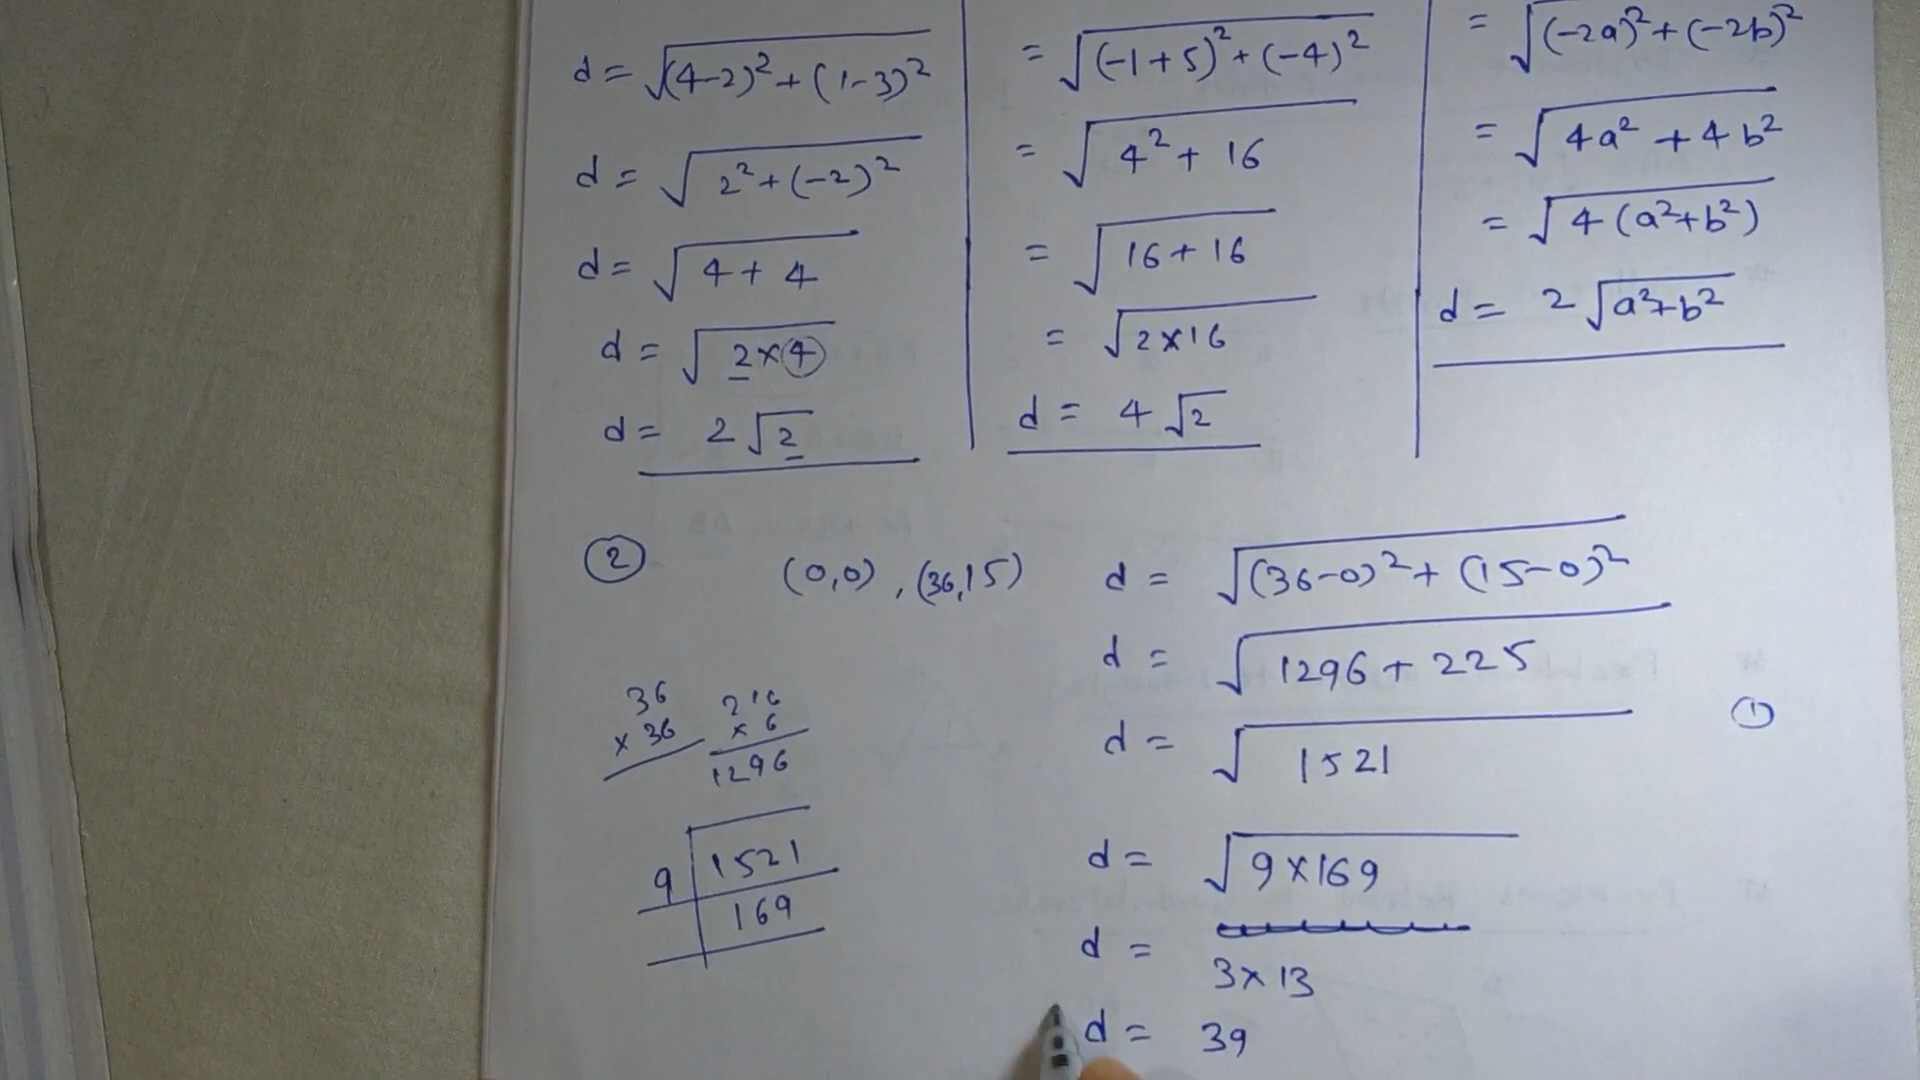 d = √(4-2)² + (1-3)²
d = √2² + (-2)²
d = √4 + 4
d = √2×4
d = 2√2
= √(-1+5)² + (-4)²
= √4² + 16
= √16 + 16
= √2×16
d = 4√2
= √(-2a)² + (-2b)²
= √4a² + 4b²
= √4(a²+b²)
d = 2√a²+b²
② (0,0), (36,15)
d = √(36-0)² + (15-0)²
d = √1296 + 225
d = √1521
①
d = √9×169
d = 3×13
d = 39
36
× 36
216
× 6
1296
9 1521
169